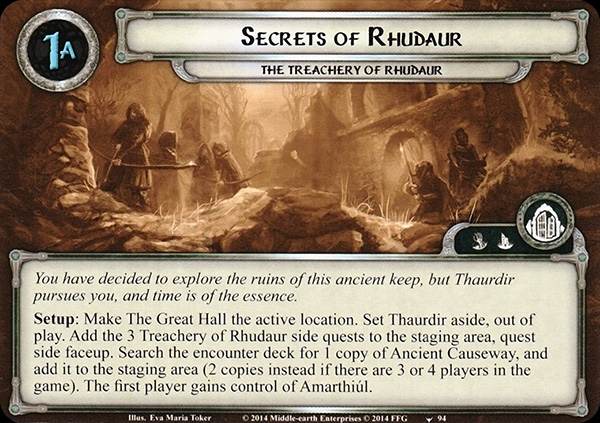 1A
Secrets of Rhudaur
The Treachery of Rhudaur
You have decided to explore the ruins of this ancient keep, but Thaurdir
pursues you, and time is of the essence.
Setup: Make The Great Hall the active location. Set Thaurdir aside, out of
play. Add the 3 Treachery of Rhudaur side quests to the staging area, quest
side faceup. Search the encounter deck for 1 copy of Ancient Causeway, and
add it to the staging area (2 copies instead if there are 3 or 4 players in the
game). The first player gains control of Amarthiúl.
Illus. Eva Maria Toker © 2014 Middle-earth Enterprises © 2014 FFG 94